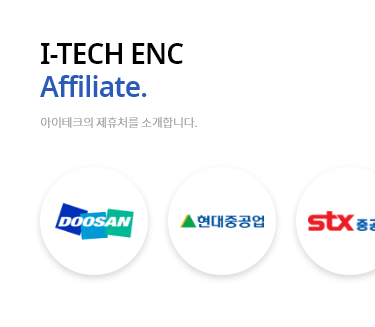 I-TECH ENC
Affiliate.
아이테크의 제휴처를 소개합니다.
DOOSAN
현대중공업
stx 중공